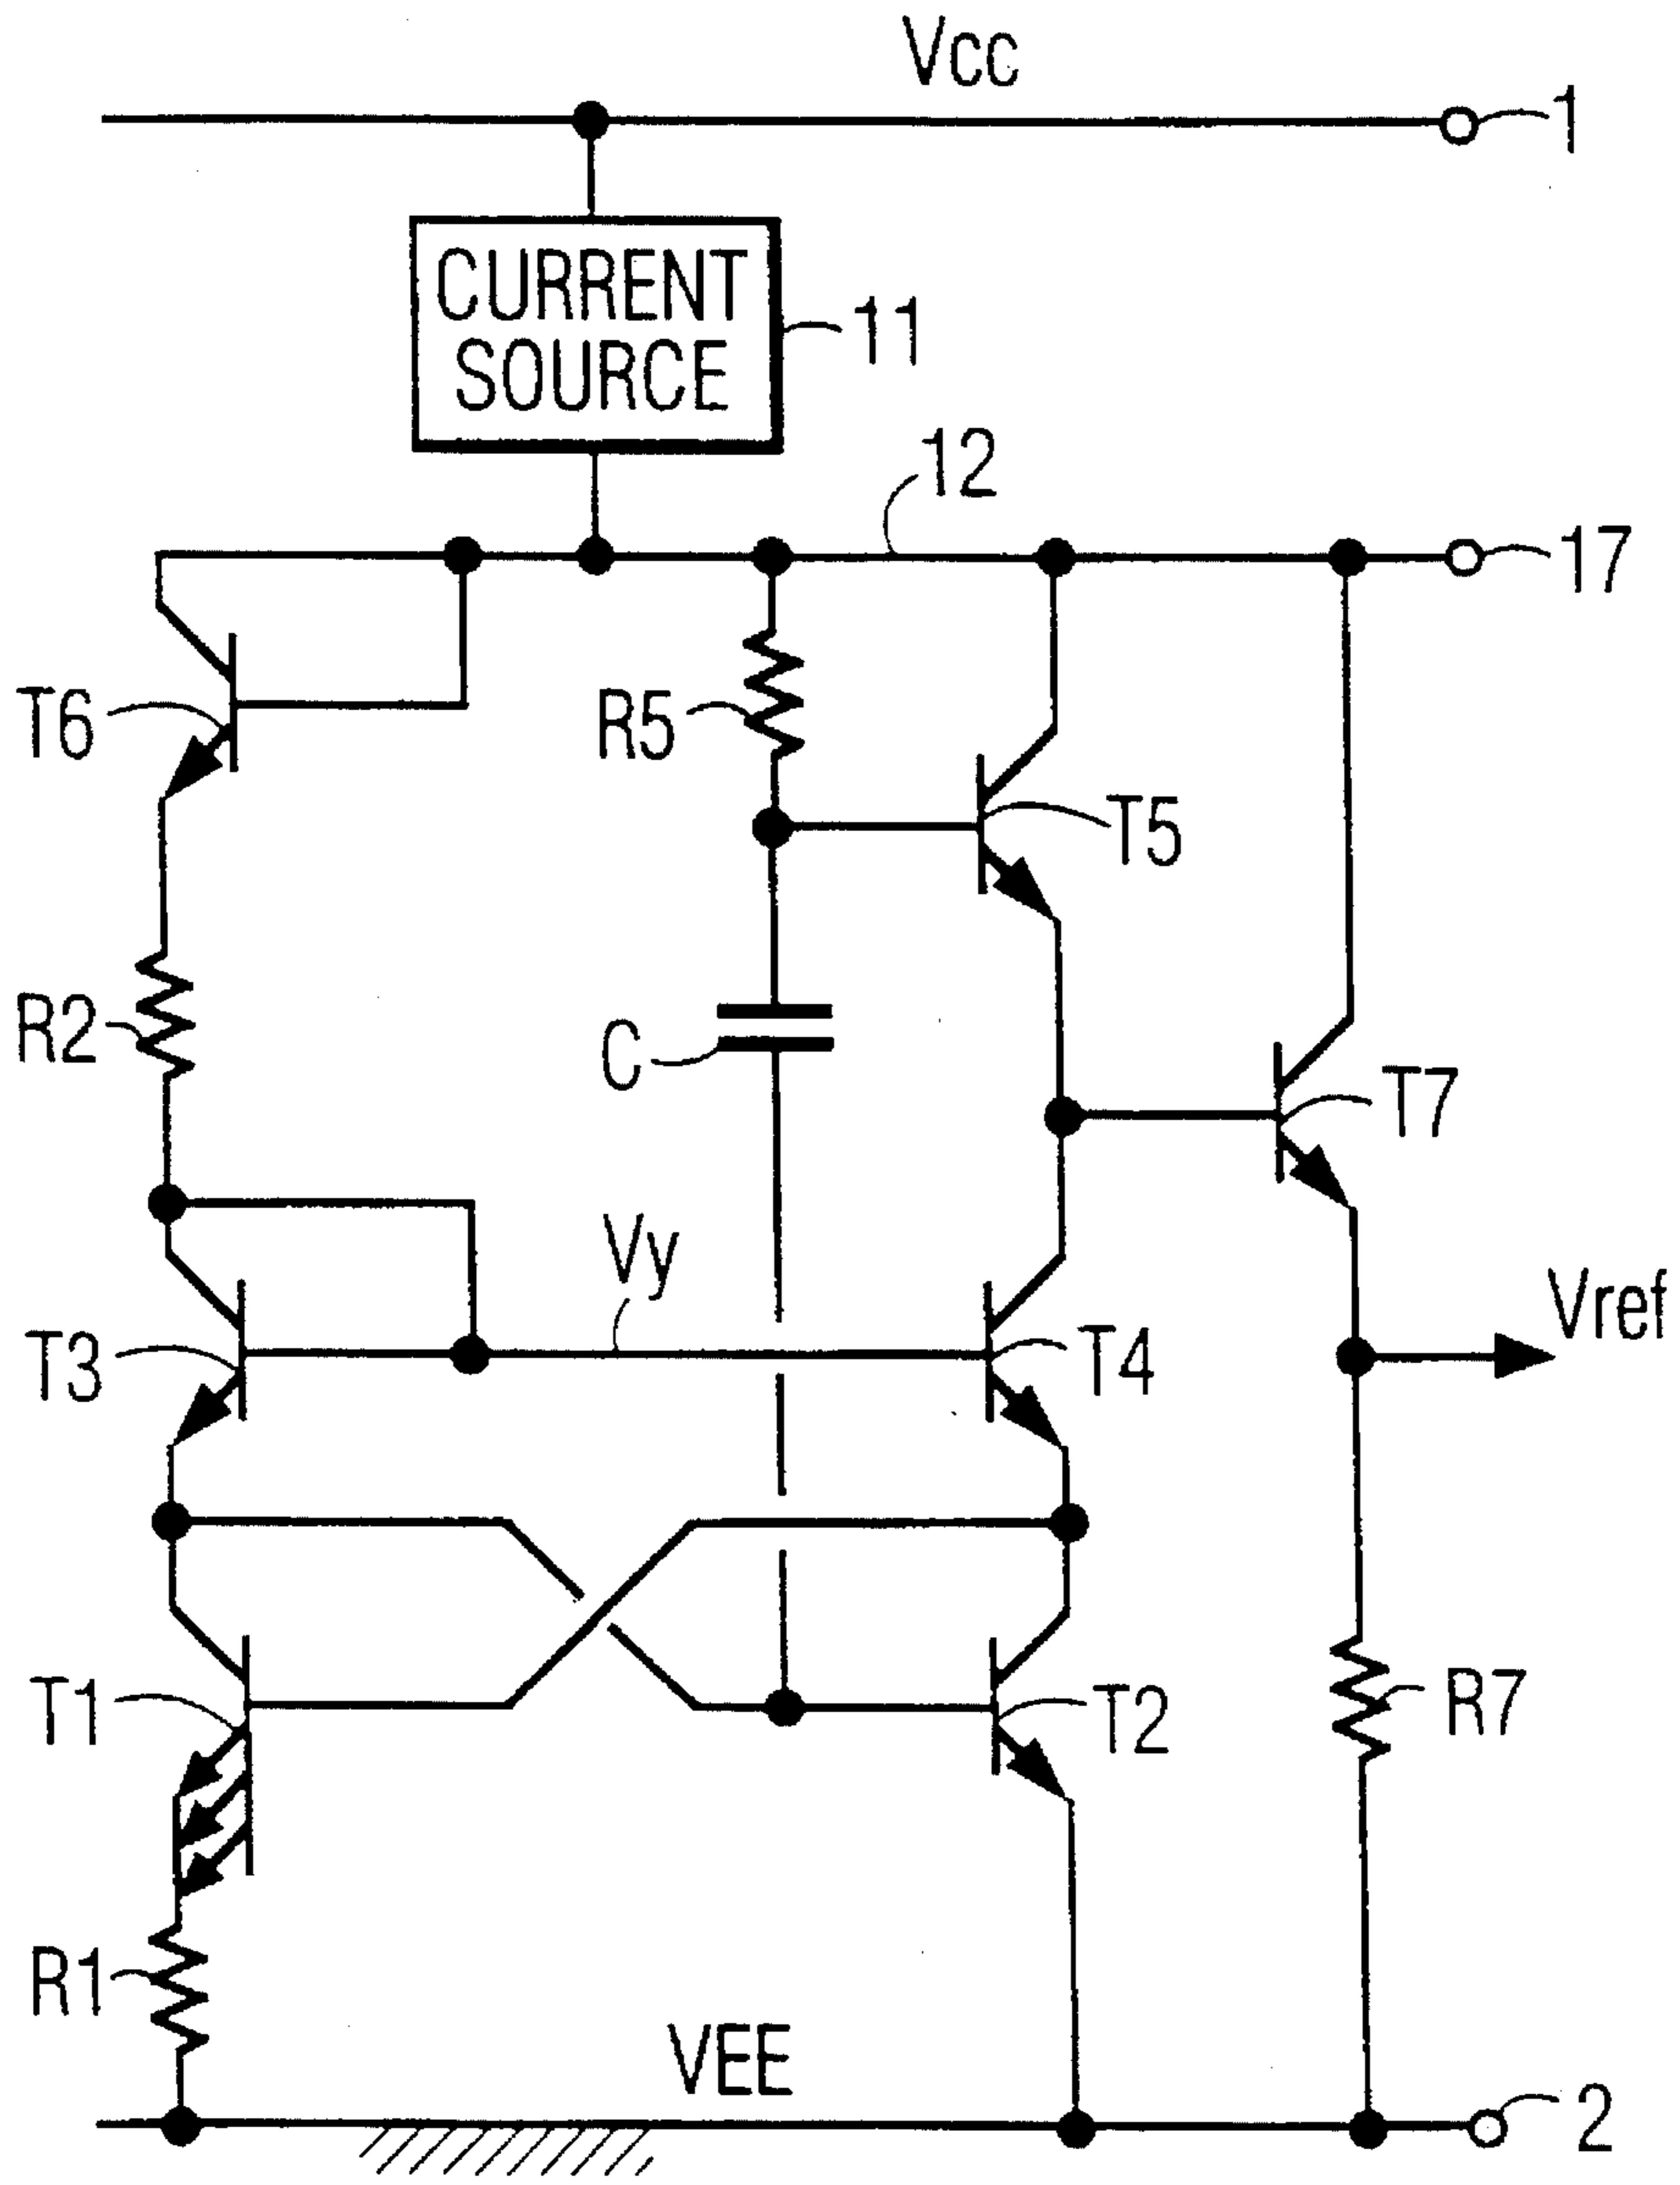 Vcc
1
CURRENT
SOURCE
11
12
17
T6
R5
T5
R2
C
T7
Vy
Vref
T3
T4
T1
T2
R7
R1
VEE
2